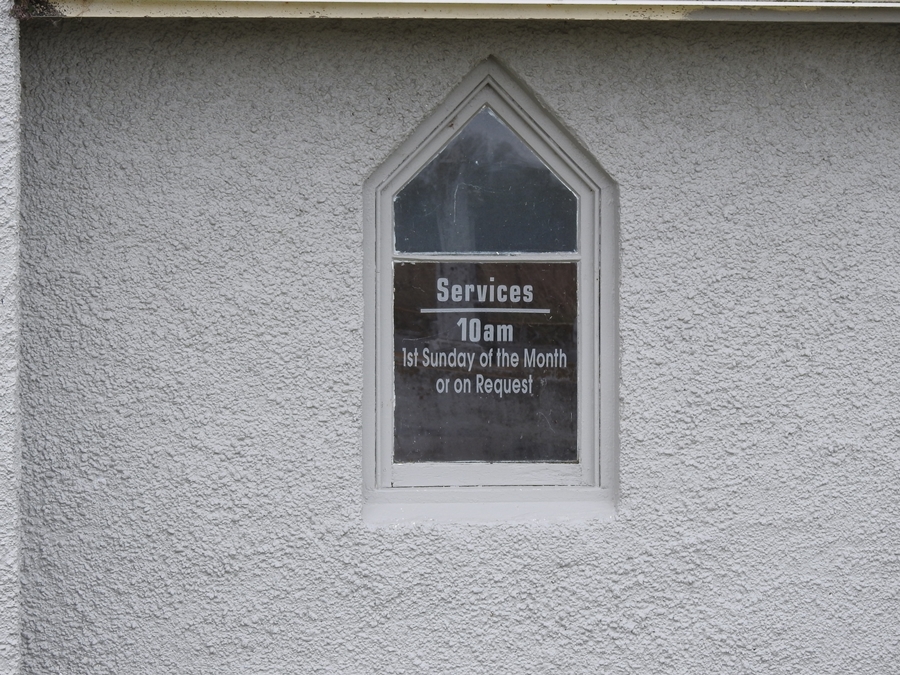 Services
10am
1st Sunday of the Month
or on Request